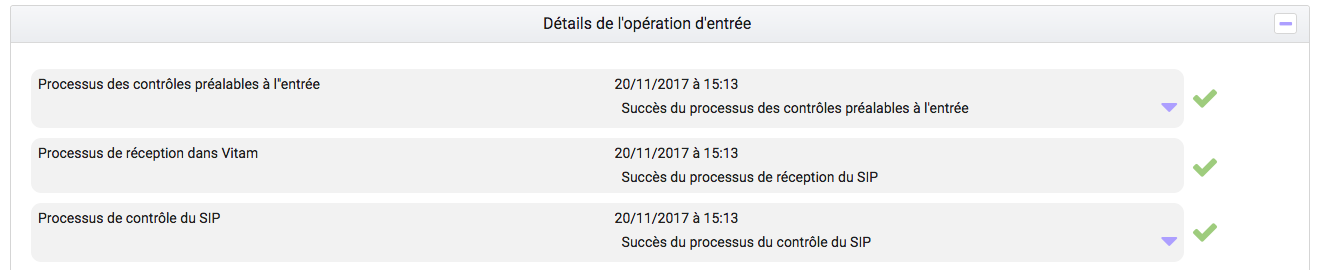 Détails de l'opération d'entrée
Processus des contrôles préalables à l"entrée 20/11/2017 à 15:13
Succès du processus des contrôles préalables à l'entrée
Processus de réception dans Vitam 20/11/2017 à 15:13
Succès du processus de réception du SIP
Processus de contrôle du SIP 20/11/2017 à 15:13
Succès du processus du contrôle du SIP